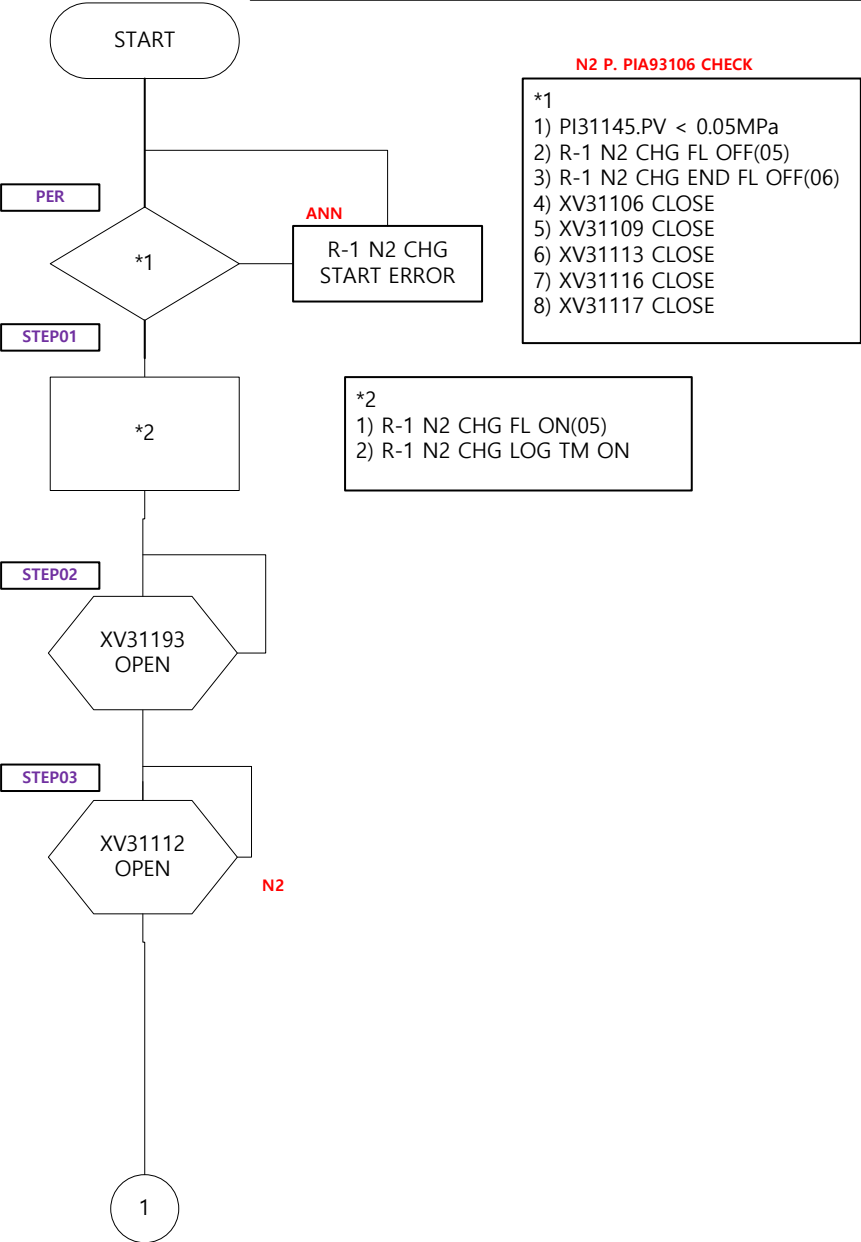 START
N2 P. PIA93106 CHECK
*1
1) PI31145.PV < 0.05MPa
2) R-1 N2 CHG FL OFF(05)
3) R-1 N2 CHG END FL OFF(06)
4) XV31106 CLOSE
5) XV31109 CLOSE
6) XV31113 CLOSE
7) XV31116 CLOSE
8) XV31117 CLOSE
PER
*1
ANN
R-1 N2 CHG
START ERROR
STEP01
*2
*2
1) R-1 N2 CHG FL ON(05)
2) R-1 N2 CHG LOG TM ON
STEP02
XV31193
OPEN
STEP03
XV31112
OPEN
N2
1